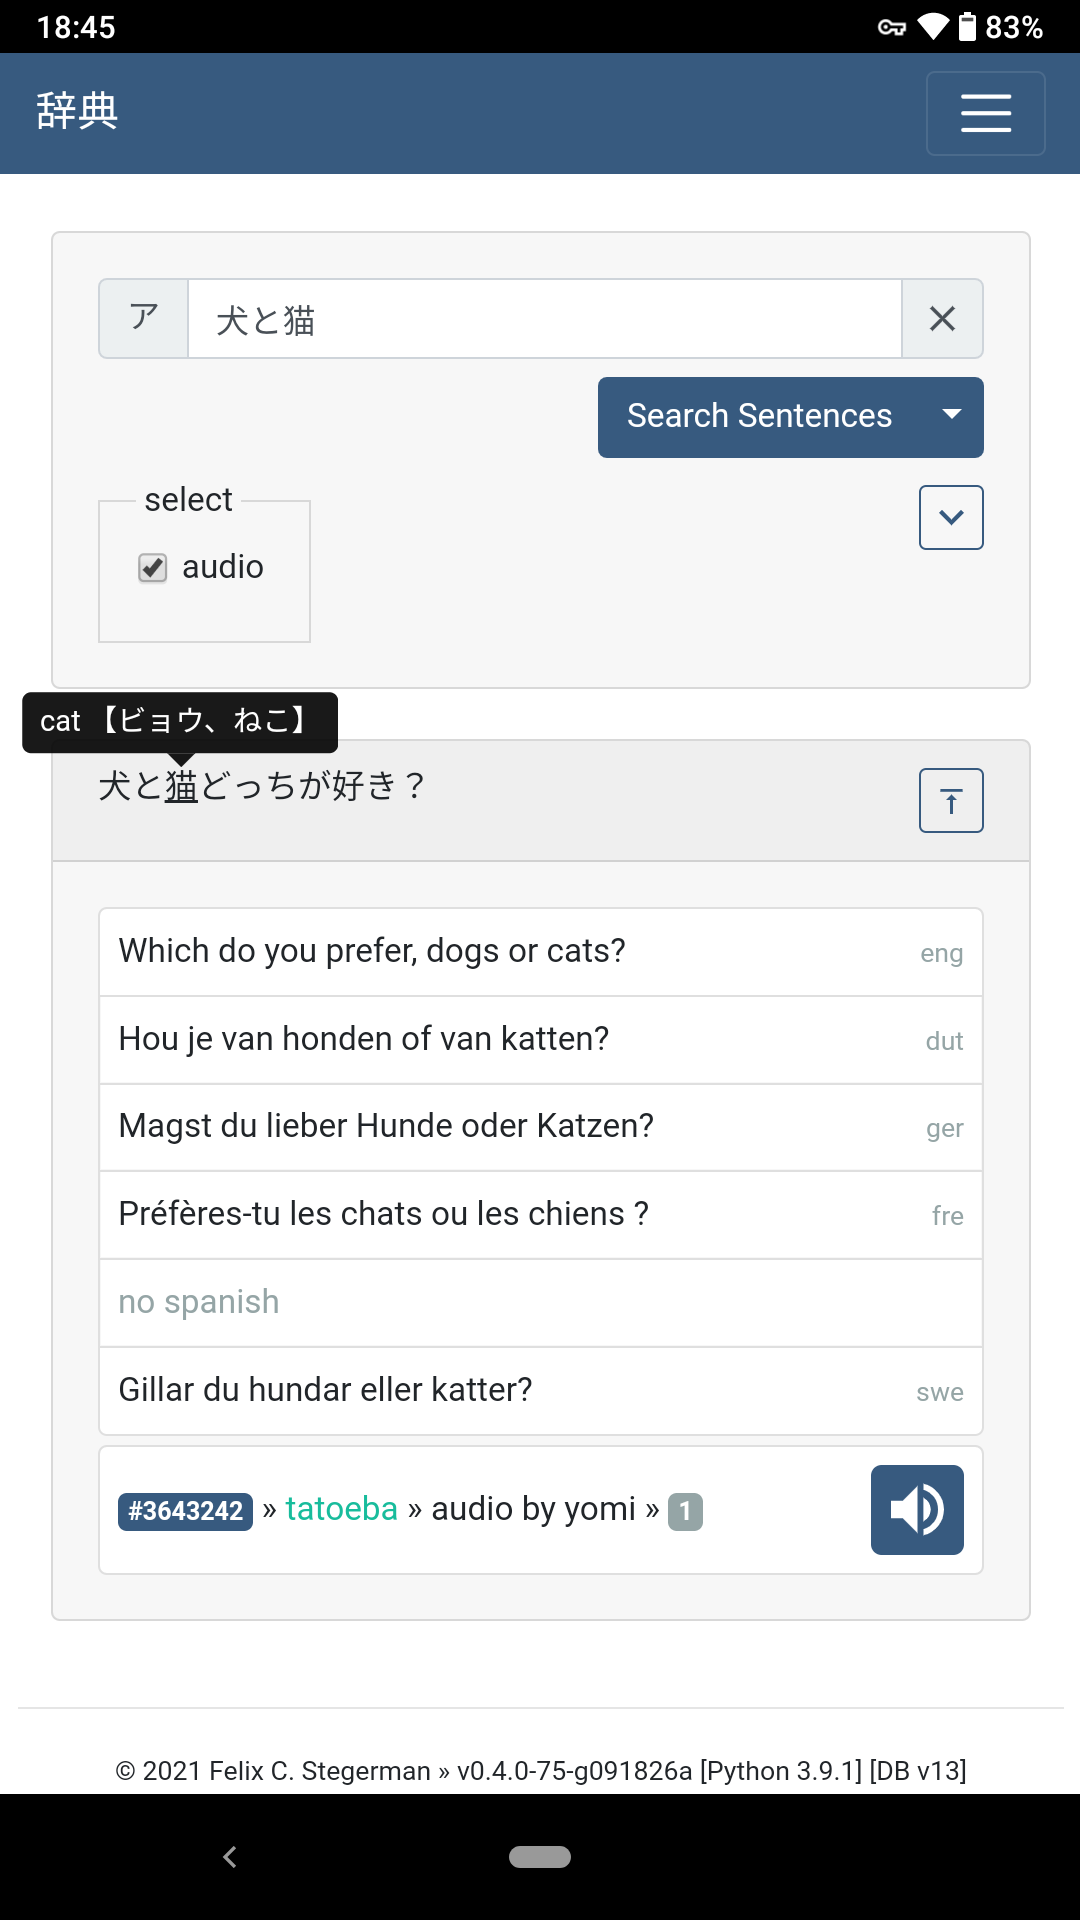 18:45 83%
辞典
ア 犬と猫
Search Sentences
select
audio
cat 【ビョウ、ねこ】
犬と猫どっちが好き？
Which do you prefer, dogs or cats? eng
Hou je van honden of van katten? dut
Magst du lieber Hunde oder Katzen? ger
Préfères-tu les chats ou les chiens ? fre
no spanish
Gillar du hundar eller katter? swe
#3643242 » tatoeba » audio by yomi » 1
© 2021 Felix C. Stegerman » v0.4.0-75-g091826a [Python 3.9.1] [DB v13]